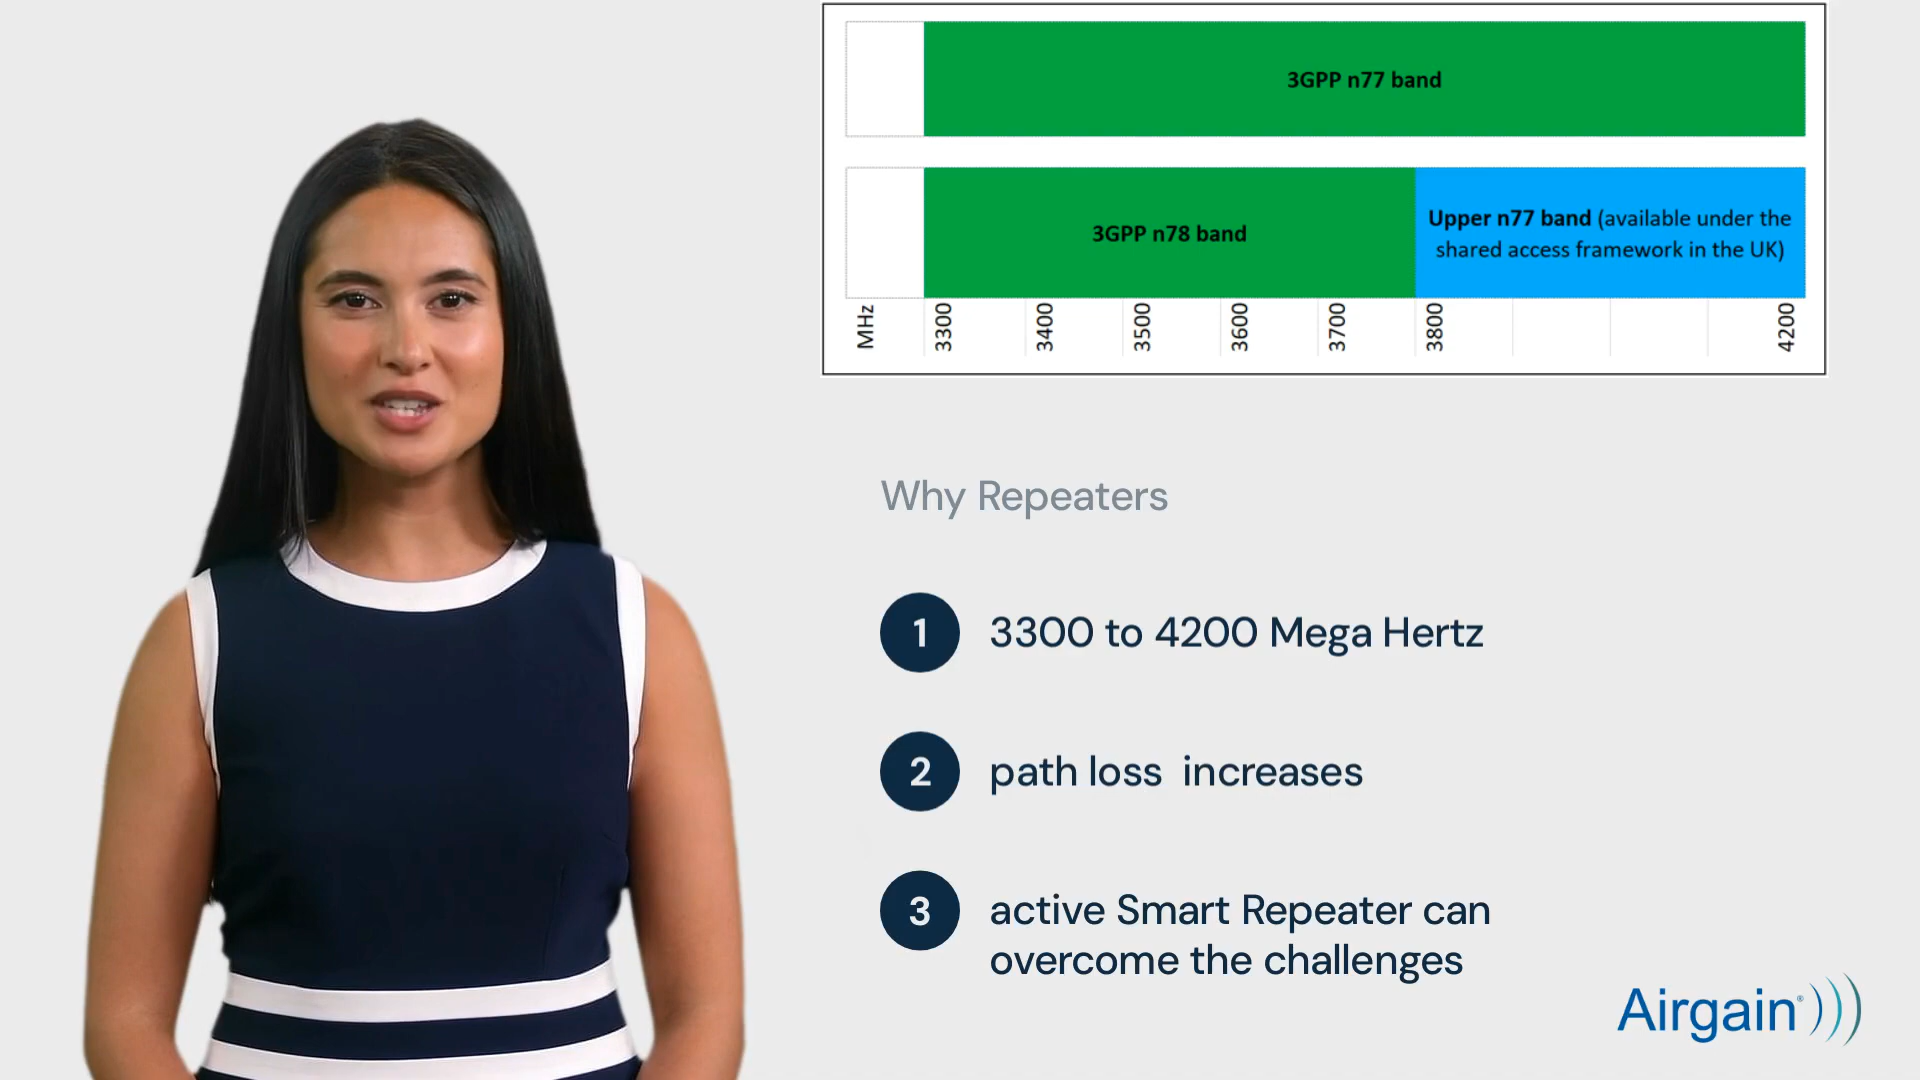 3GPP n77 band
3GPP n78 band
Upper n77 band (available under the
shared access framework in the UK)
MHz
3300
3400
3500
3600
3700
3800
4200
Why Repeaters
1 3300 to 4200 Mega Hertz
2 path loss increases
3 active Smart Repeater can
overcome the challenges
Airgain®